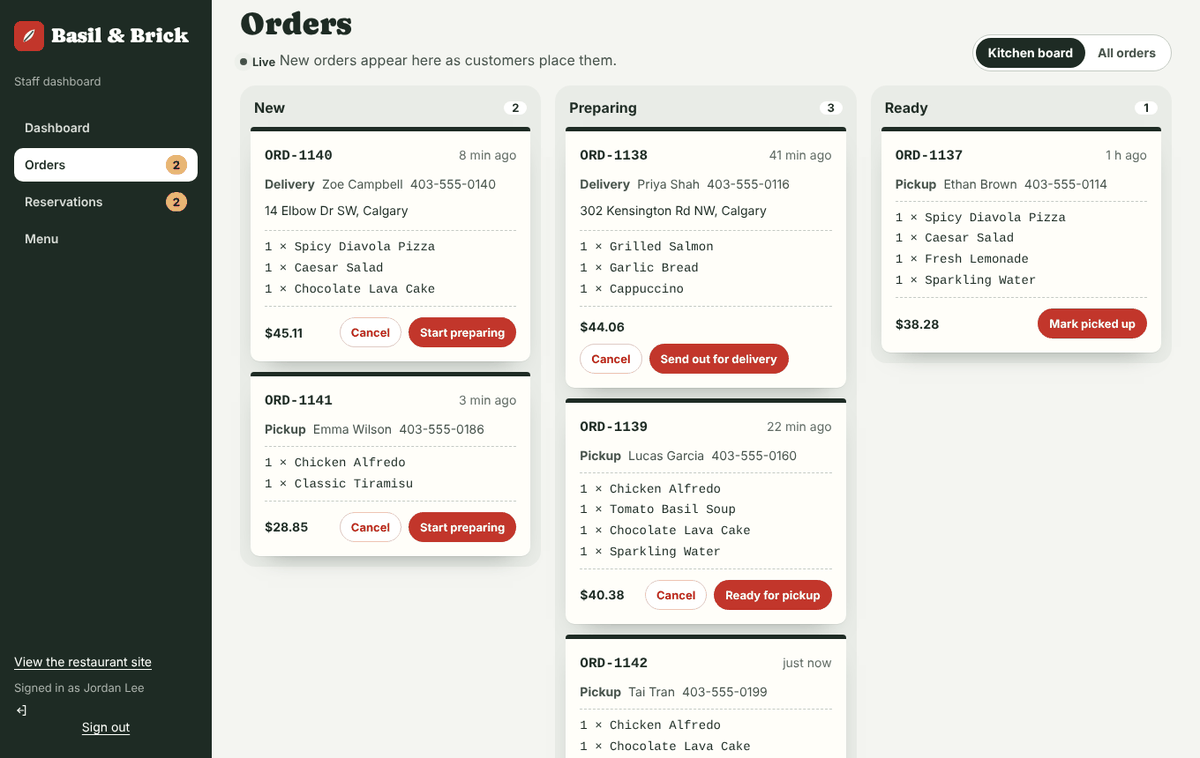 Basil & Brick
Staff dashboard
Dashboard
Orders 2
Reservations 2
Menu
View the restaurant site
Signed in as Jordan Lee
Sign out
Orders
Live New orders appear here as customers place them.
Kitchen board All orders
New 2
ORD-1140 8 min ago
Delivery Zoe Campbell 403-555-0140
14 Elbow Dr SW, Calgary
1 × Spicy Diavola Pizza
1 × Caesar Salad
1 × Chocolate Lava Cake
$45.11 Cancel Start preparing
ORD-1141 3 min ago
Pickup Emma Wilson 403-555-0186
1 × Chicken Alfredo
1 × Classic Tiramisu
$28.85 Cancel Start preparing
Preparing 3
ORD-1138 41 min ago
Delivery Priya Shah 403-555-0116
302 Kensington Rd NW, Calgary
1 × Grilled Salmon
1 × Garlic Bread
1 × Cappuccino
$44.06
Cancel Send out for delivery
ORD-1139 22 min ago
Pickup Lucas Garcia 403-555-0160
1 × Chicken Alfredo
1 × Tomato Basil Soup
1 × Chocolate Lava Cake
1 × Sparkling Water
$40.38 Cancel Ready for pickup
ORD-1142 just now
Pickup Tai Tran 403-555-0199
1 × Chicken Alfredo
1 × Chocolate Lava Cake
Ready 1
ORD-1137 1 h ago
Pickup Ethan Brown 403-555-0114
1 × Spicy Diavola Pizza
1 × Caesar Salad
1 × Fresh Lemonade
1 × Sparkling Water
$38.28 Mark picked up